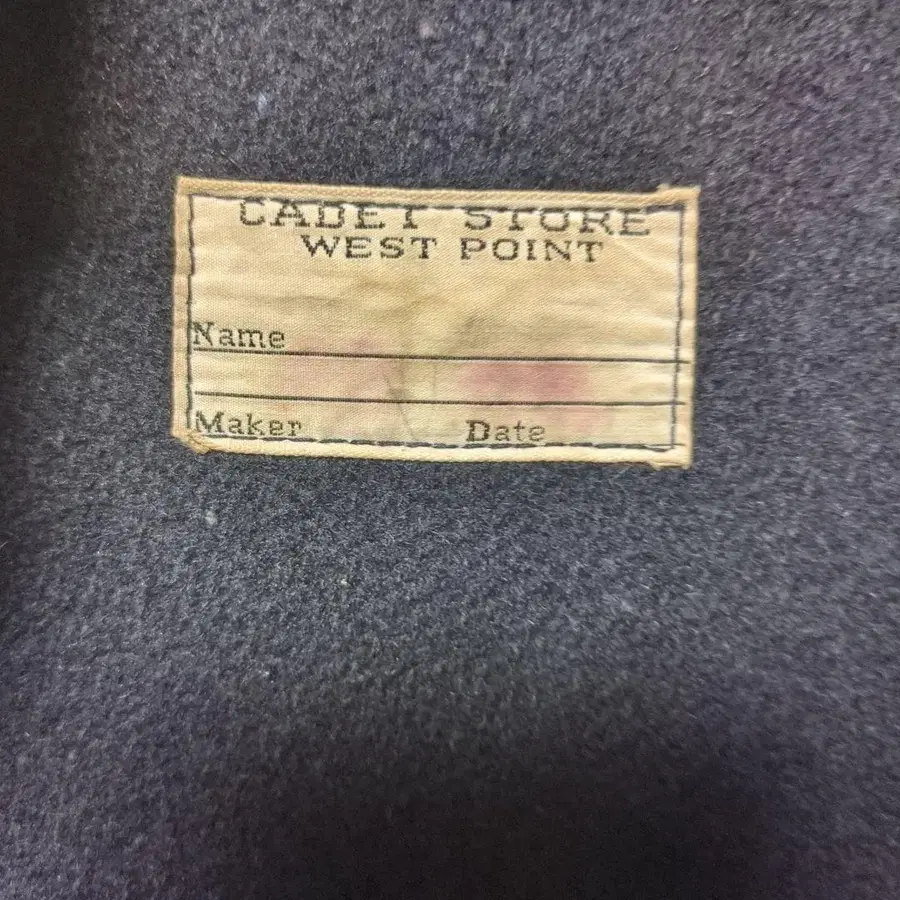 CADET STORE
WEST POINT
Name
Maker Date